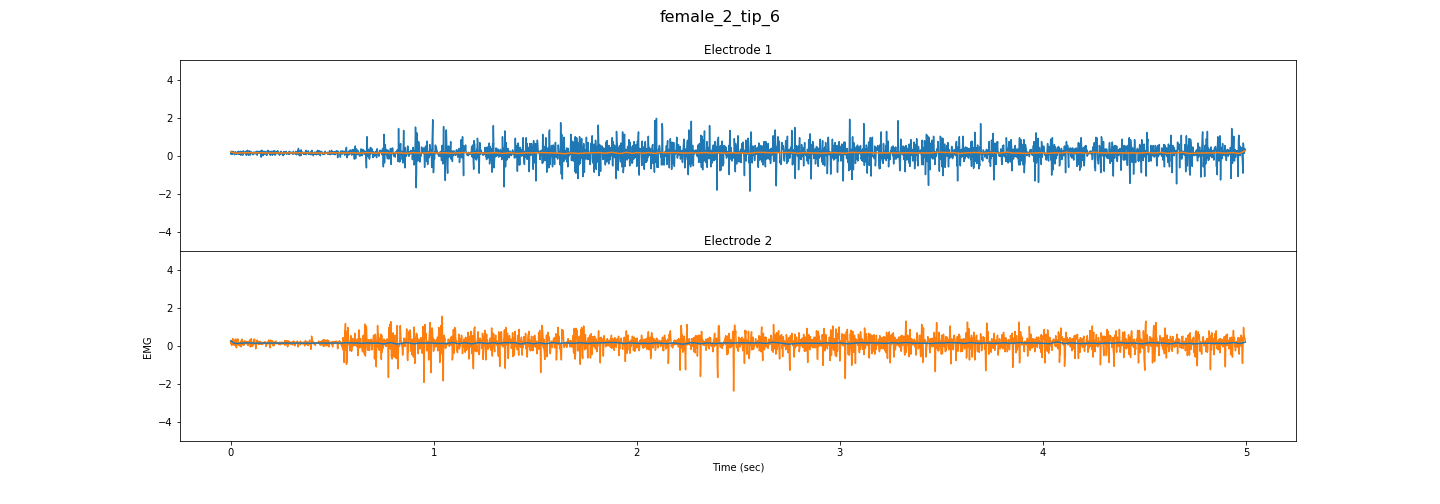 female_2_tip_6
Electrode 1
4
2
0
−2
−4
Electrode 2
4
2
0
−2
−4
EMG
0 1 2 3 4 5
Time (sec)